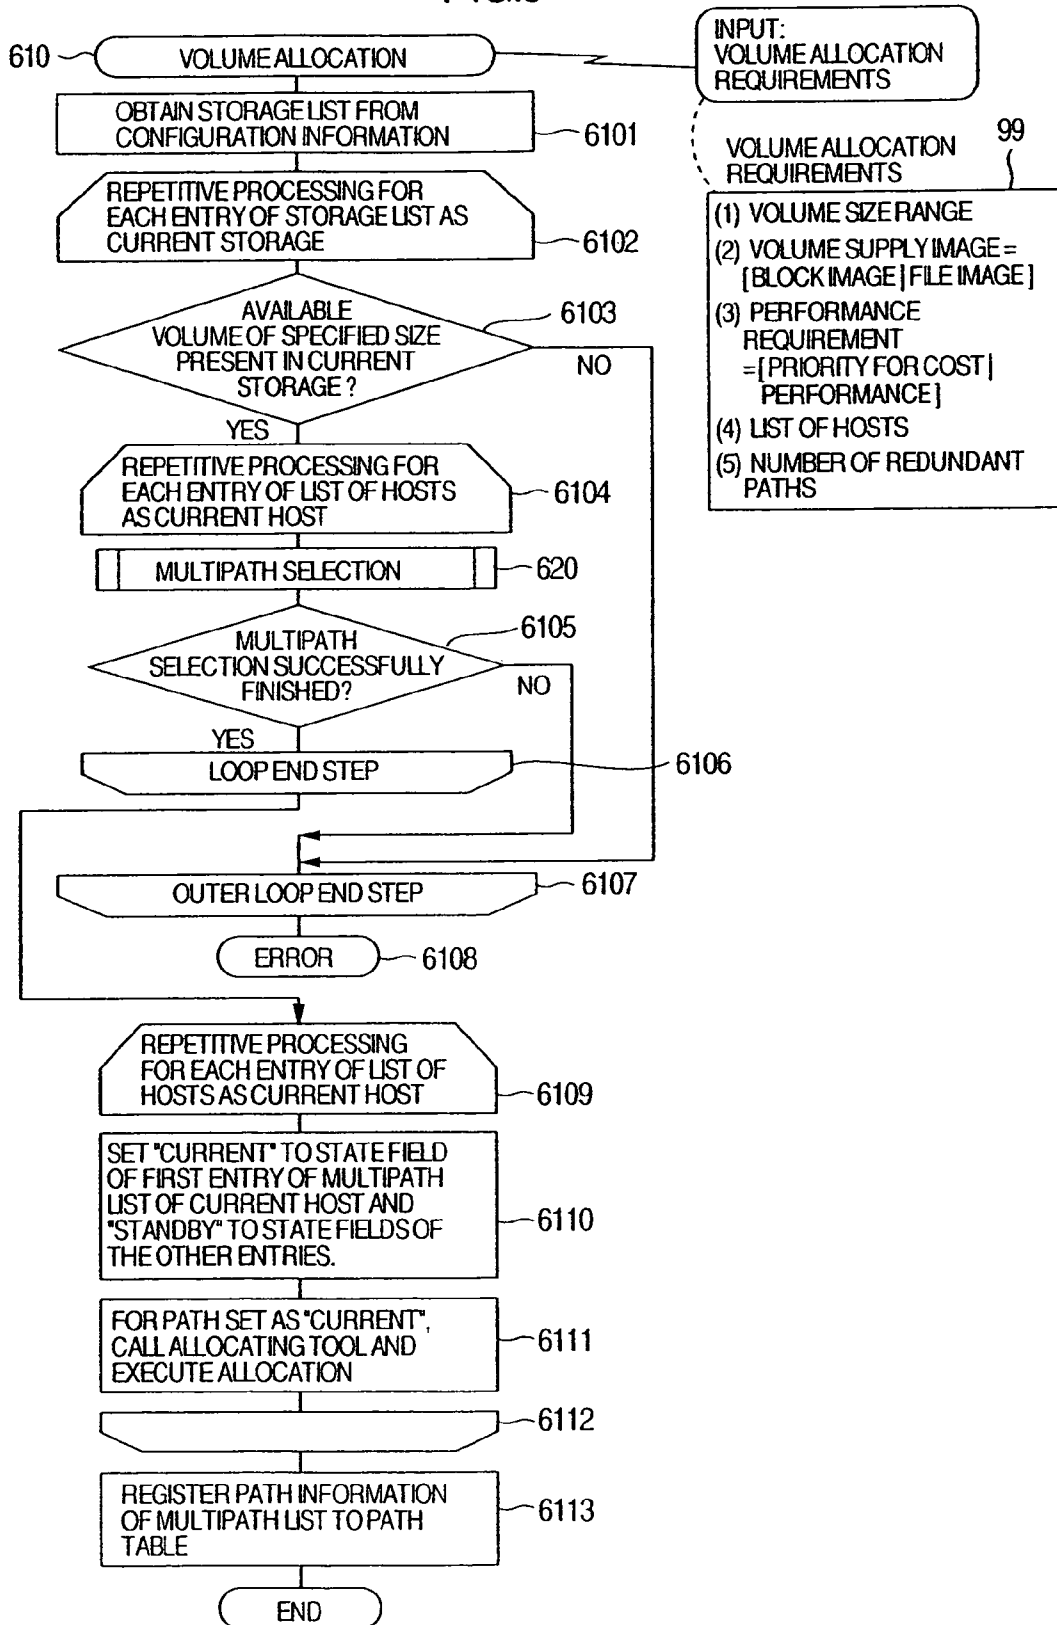 610
VOLUME ALLOCATION
INPUT:
VOLUME ALLOCATION
REQUIREMENTS
OBTAIN STORAGE LIST FROM
CONFIGURATION INFORMATION
6101
VOLUME ALLOCATION
REQUIREMENTS
99
(1) VOLUME SIZE RANGE
(2) VOLUME SUPPLY IMAGE =
[BLOCK IMAGE | FILE IMAGE]
(3) PERFORMANCE
REQUIREMENT
=[PRIORITY FOR COST |
PERFORMANCE]
(4) LIST OF HOSTS
(5) NUMBER OF REDUNDANT
PATHS
REPETITIVE PROCESSING FOR
EACH ENTRY OF STORAGE LIST AS
CURRENT STORAGE
6102
AVAILABLE
VOLUME OF SPECIFIED SIZE
PRESENT IN CURRENT
STORAGE ?
6103
NO
YES
REPETITIVE PROCESSING FOR
EACH ENTRY OF LIST OF HOSTS
AS CURRENT HOST
6104
MULTIPATH SELECTION
620
MULTIPATH
SELECTION SUCCESSFULLY
FINISHED?
6105
NO
YES
LOOP END STEP
6106
OUTER LOOP END STEP
6107
ERROR
6108
REPETITIVE PROCESSING
FOR EACH ENTRY OF LIST OF
HOSTS AS CURRENT HOST
6109
SET "CURRENT" TO STATE FIELD
OF FIRST ENTRY OF MULTIPATH
LIST OF CURRENT HOST AND
"STANDBY" TO STATE FIELDS OF
THE OTHER ENTRIES.
6110
FOR PATH SET AS "CURRENT",
CALL ALLOCATING TOOL AND
EXECUTE ALLOCATION
6111
6112
REGISTER PATH INFORMATION
OF MULTIPATH LIST TO PATH
TABLE
6113
END